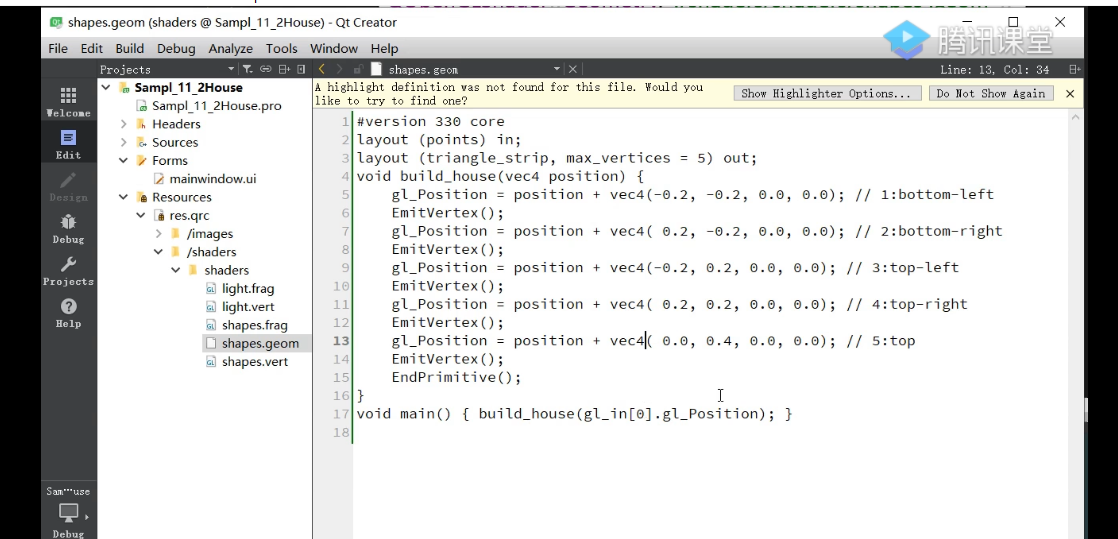 shapes.geom (shaders @ Sampl_11_2House) - Qt Creator
腾讯课堂
File Edit Build Debug Analyze Tools Window Help
Projects
shapes.geom
Line: 13, Col: 34
Welcome
Edit
Design
Debug
Projects
Help
Sam···use
Debug
Sampl_11_2House
Sampl_11_2House.pro
Headers
Sources
Forms
mainwindow.ui
Resources
res.qrc
/images
/shaders
shaders
light.frag
light.vert
shapes.frag
shapes.geom
shapes.vert
A highlight definition was not found for this file. Would you
like to try to find one?
Show Highlighter Options...
Do Not Show Again
1 #version 330 core
2 layout (points) in;
3 layout (triangle_strip, max_vertices = 5) out;
4 void build_house(vec4 position) {
5 gl_Position = position + vec4(-0.2, -0.2, 0.0, 0.0); // 1:bottom-left
6 EmitVertex();
7 gl_Position = position + vec4( 0.2, -0.2, 0.0, 0.0); // 2:bottom-right
8 EmitVertex();
9 gl_Position = position + vec4(-0.2, 0.2, 0.0, 0.0); // 3:top-left
10 EmitVertex();
11 gl_Position = position + vec4( 0.2, 0.2, 0.0, 0.0); // 4:top-right
12 EmitVertex();
13 gl_Position = position + vec4( 0.0, 0.4, 0.0, 0.0); // 5:top
14 EmitVertex();
15 EndPrimitive();
16 }
17 void main() { build_house(gl_in[0].gl_Position); }
18